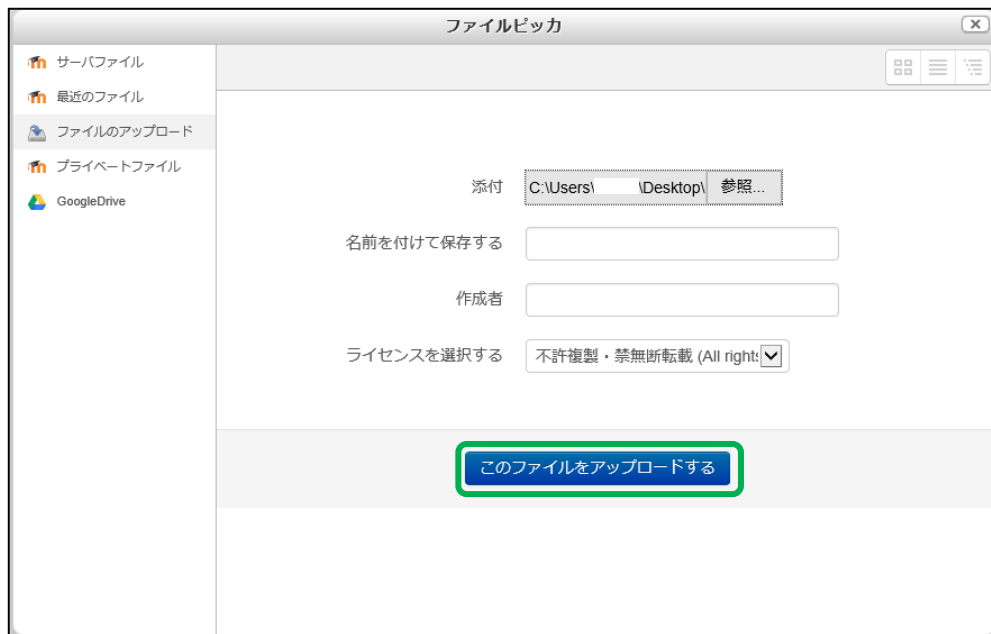 ファイルピッカ
サーバファイル
最近のファイル
ファイルのアップロード
プライベートファイル
GoogleDrive
添付 C:\Users\ \Desktop\ 参照...
名前を付けて保存する
作成者
ライセンスを選択する 不許複製・禁無断転載 (All rights
このファイルをアップロードする